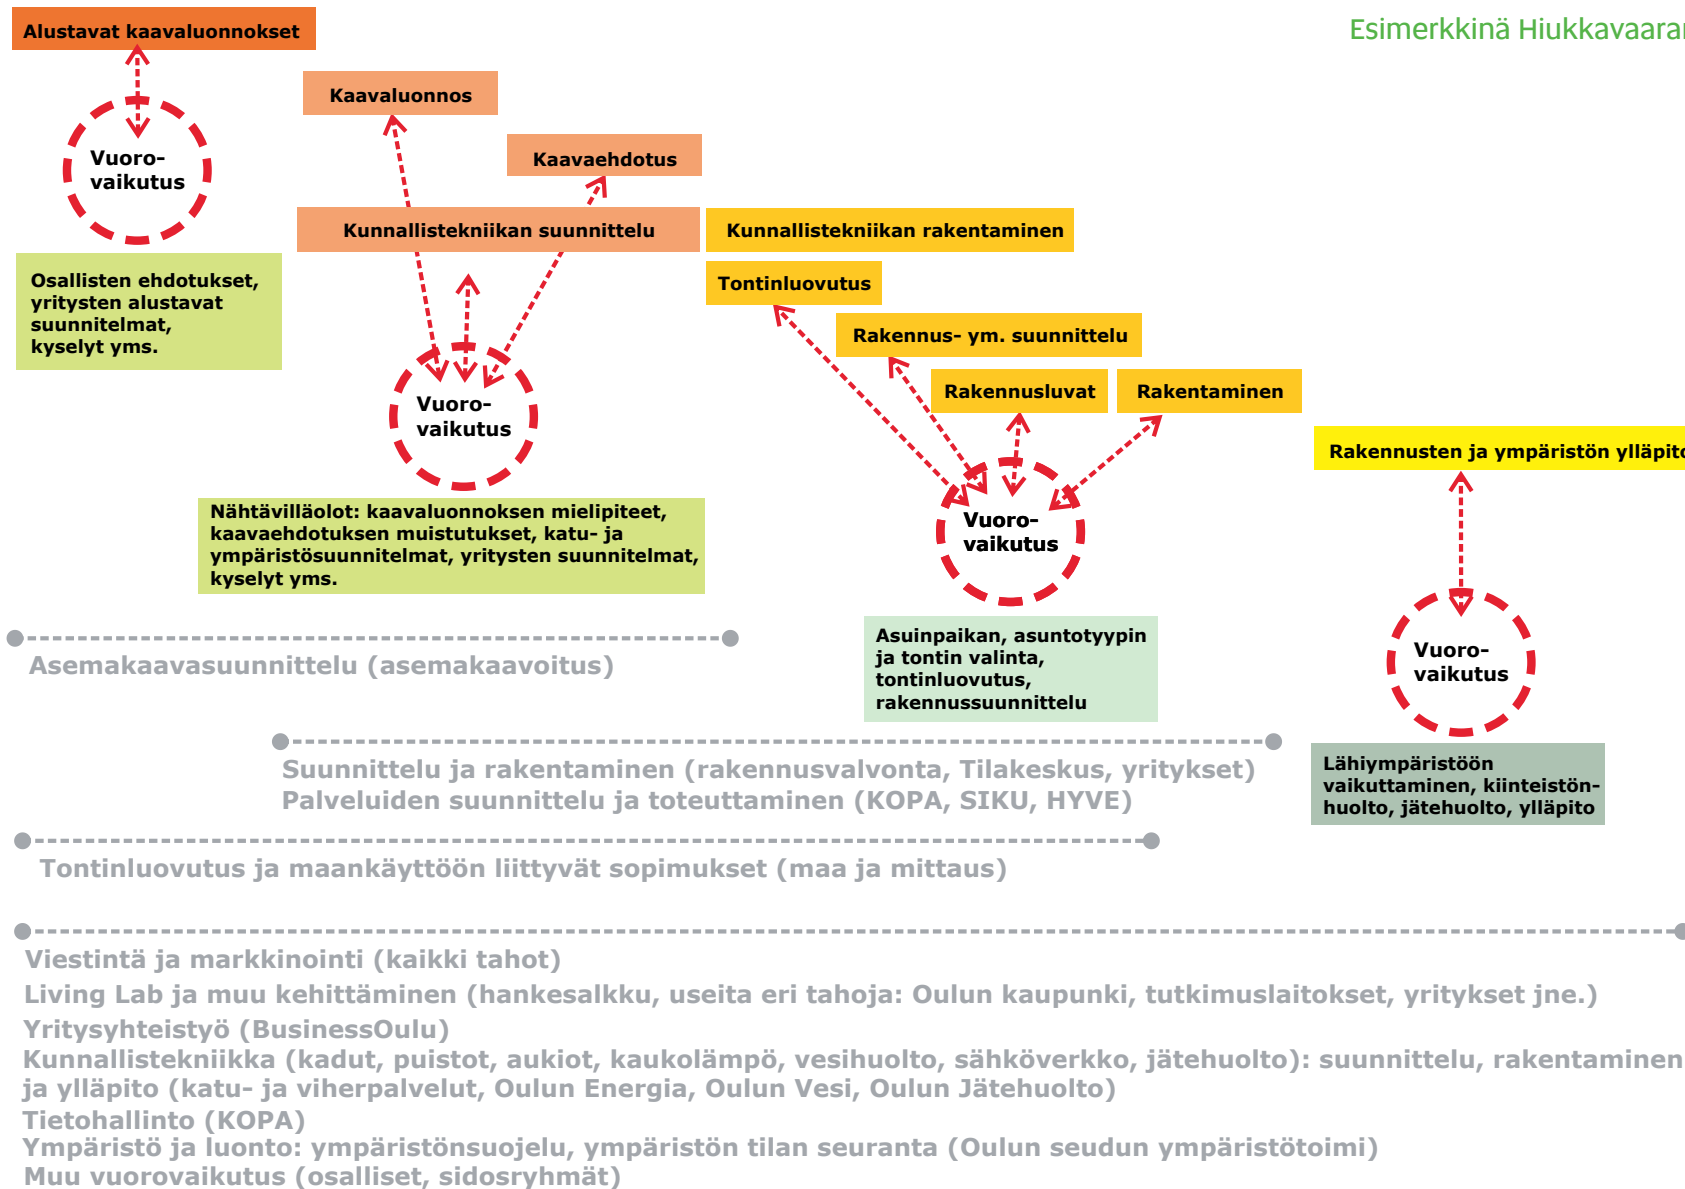 Esimerkkinä Hiukkavaaran
Alustavat kaavaluonnokset
Kaavaluonnos
Kaavaehdotus
Vuoro-
vaikutus
Kunnallistekniikan suunnittelu
Kunnallistekniikan rakentaminen
Osallisten ehdotukset,
yritysten alustavat
suunnitelmat,
kyselyt yms.
Tontinluovutus
Rakennus- ym. suunnittelu
Rakennusluvat
Rakentaminen
Vuoro-
vaikutus
Rakennusten ja ympäristön ylläpito
Nähtävilläolot: kaavaluonnoksen mielipiteet,
kaavaehdotuksen muistutukset, katu- ja
ympäristösuunnitelmat, yritysten suunnitelmat,
kyselyt yms.
Vuoro-
vaikutus
Asuinpaikan, asuntotyypin
ja tontin valinta,
tontinluovutus,
rakennussuunnittelu
Vuoro-
vaikutus
Lähiympäristöön
vaikuttaminen, kiinteistön-
huolto, jätehuolto, ylläpito
Asemakaavasuunnittelu (asemakaavoitus)
Suunnittelu ja rakentaminen (rakennusvalvonta, Tilakeskus, yritykset)
Palveluiden suunnittelu ja toteuttaminen (KOPA, SIKU, HYVE)
Tontinluovutus ja maankäyttöön liittyvät sopimukset (maa ja mittaus)
Viestintä ja markkinointi (kaikki tahot)
Living Lab ja muu kehittäminen (hankesalkku, useita eri tahoja: Oulun kaupunki, tutkimuslaitokset, yritykset jne.)
Yritysyhteistyö (BusinessOulu)
Kunnallistekniikka (kadut, puistot, aukiot, kaukolämpö, vesihuolto, sähköverkko, jätehuolto): suunnittelu, rakentaminen
ja ylläpito (katu- ja viherpalvelut, Oulun Energia, Oulun Vesi, Oulun Jätehuolto)
Tietohallinto (KOPA)
Ympäristö ja luonto: ympäristönsuojelu, ympäristön tilan seuranta (Oulun seudun ympäristötoimi)
Muu vuorovaikutus (osalliset, sidosryhmät)